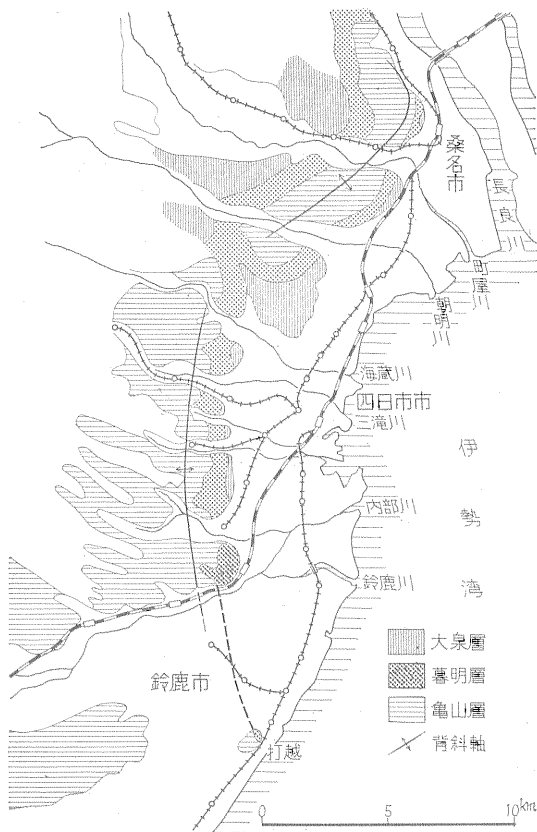 桑名市
長良川
町屋川
朝明川
海蔵川
四日市市
三滝川
伊勢湾
内部川
鈴鹿川
大泉層
暮明層
亀山層
背斜軸
鈴鹿市
打越
0 5 10km